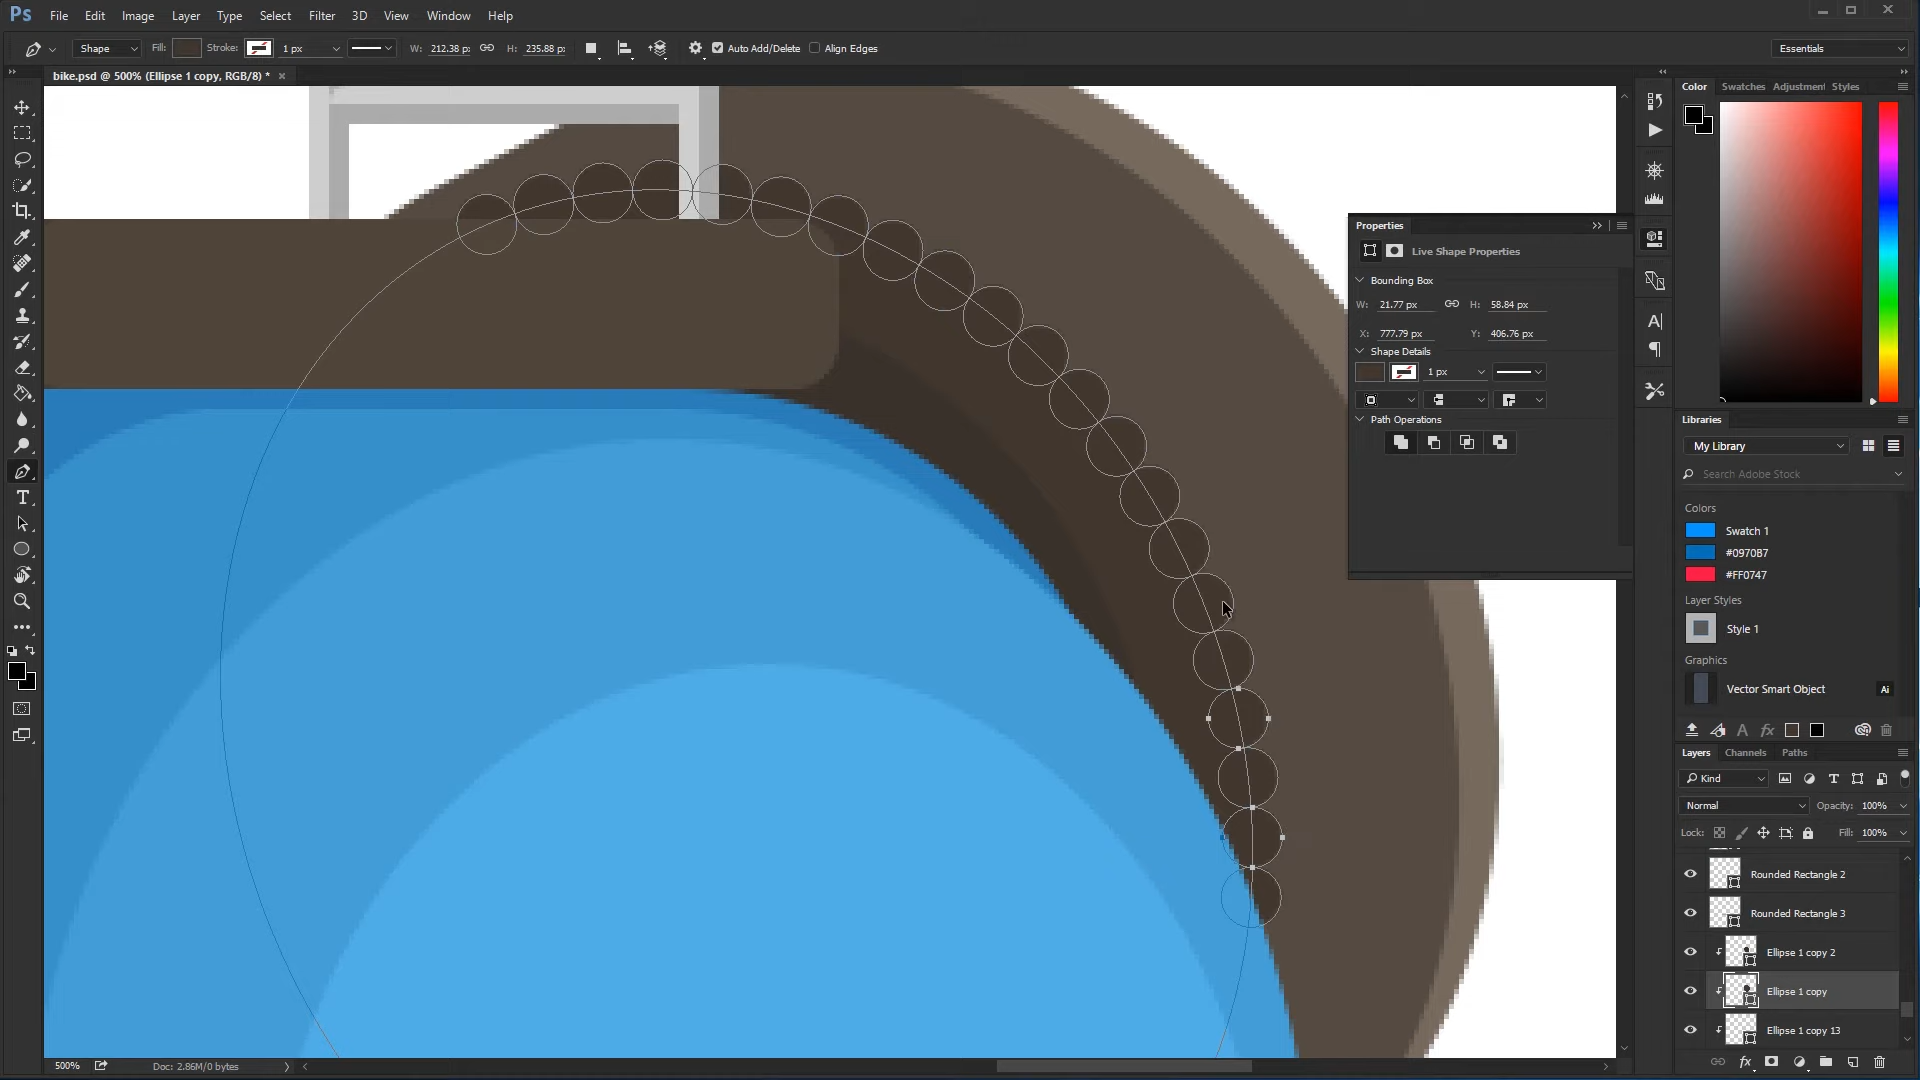 Ps File Edit Image Layer Type Select Filter 3D View Window Help
Shape Fill: Stroke: 1 px W: 212.38 p: H: 235.88 p: Auto Add/Delete Align Edges Essentials
bike.psd @ 500% (Ellipse 1 copy, RGB/8) *
Color Swatches Adjustment Styles
Properties
Live Shape Properties
Bounding Box
W: 21.77 px H: 58.84 px
X: 777.79 px Y: 406.76 px
Shape Details
1 px
Path Operations
Libraries
My Library
Search Adobe Stock
Colors
Swatch 1
#0970B7
#FF0747
Layer Styles
Style 1
Graphics
Vector Smart Object Ai
Layers Channels Paths
Kind
Normal Opacity: 100%
Lock: Fill: 100%
Rounded Rectangle 2
Rounded Rectangle 3
Ellipse 1 copy 2
Ellipse 1 copy
Ellipse 1 copy 13
500% Doc: 2.86M/0 bytes